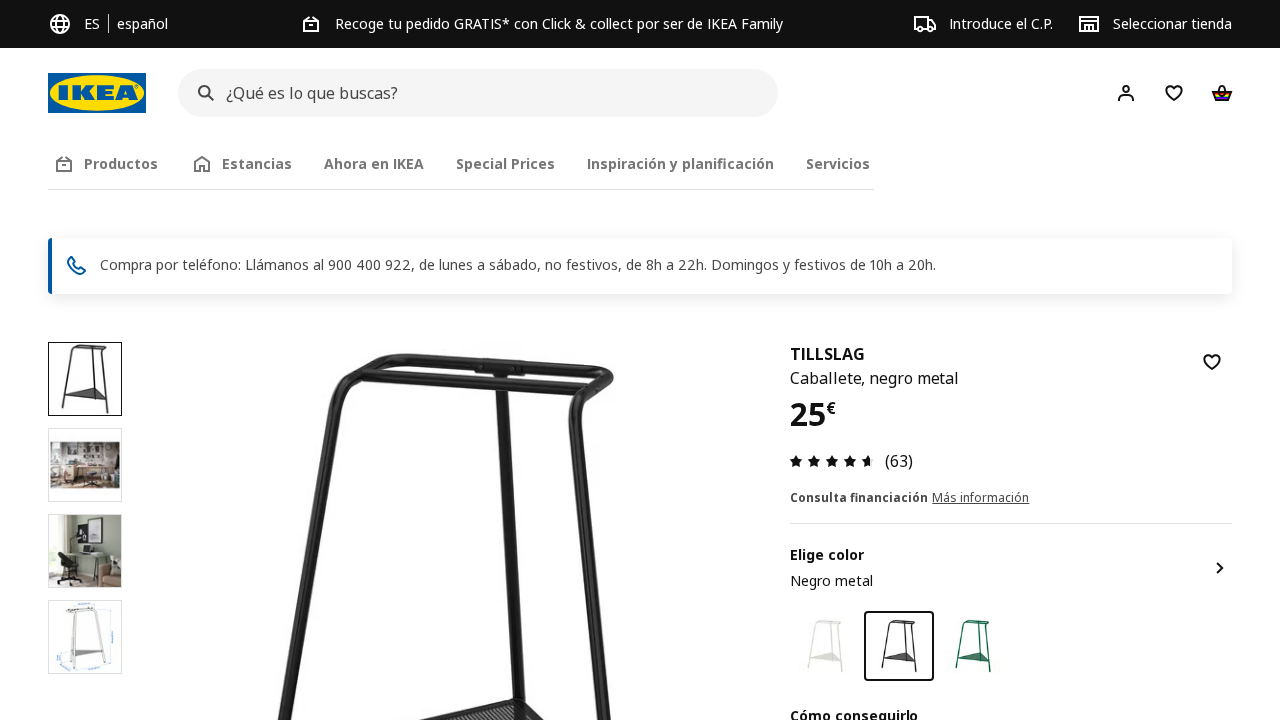 ES
español
Recoge tu pedido GRATIS* con Click & collect por ser de IKEA Family
Introduce el C.P.
Seleccionar tienda
IKEA
¿Qué es lo que buscas?
Productos
Estancias
Ahora en IKEA
Special Prices
Inspiración y planificación
Servicios
Compra por teléfono: Llámanos al 900 400 922, de lunes a sábado, no festivos, de 8h a 22h. Domingos y festivos de 10h a 20h.
TILLSLAG
Caballete, negro metal
25€
(63)
Consulta financiación Más información
Elige color
Negro metal
Cómo conseguirlo